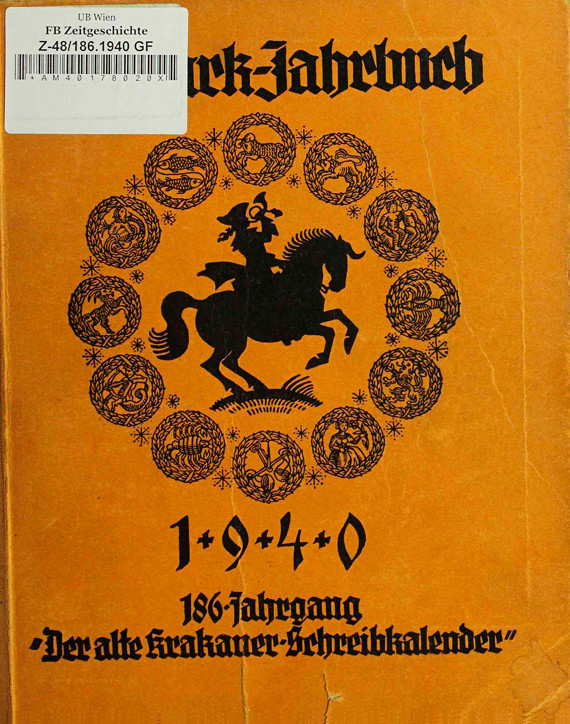 UB Wien
FB Zeitgeschichte
Z-48/186.1940 GF
+AM40178020X
Jahrbuch
1+9+4+0
186·Jahrgang
"Der alte Krakauer-Schreibkalender"